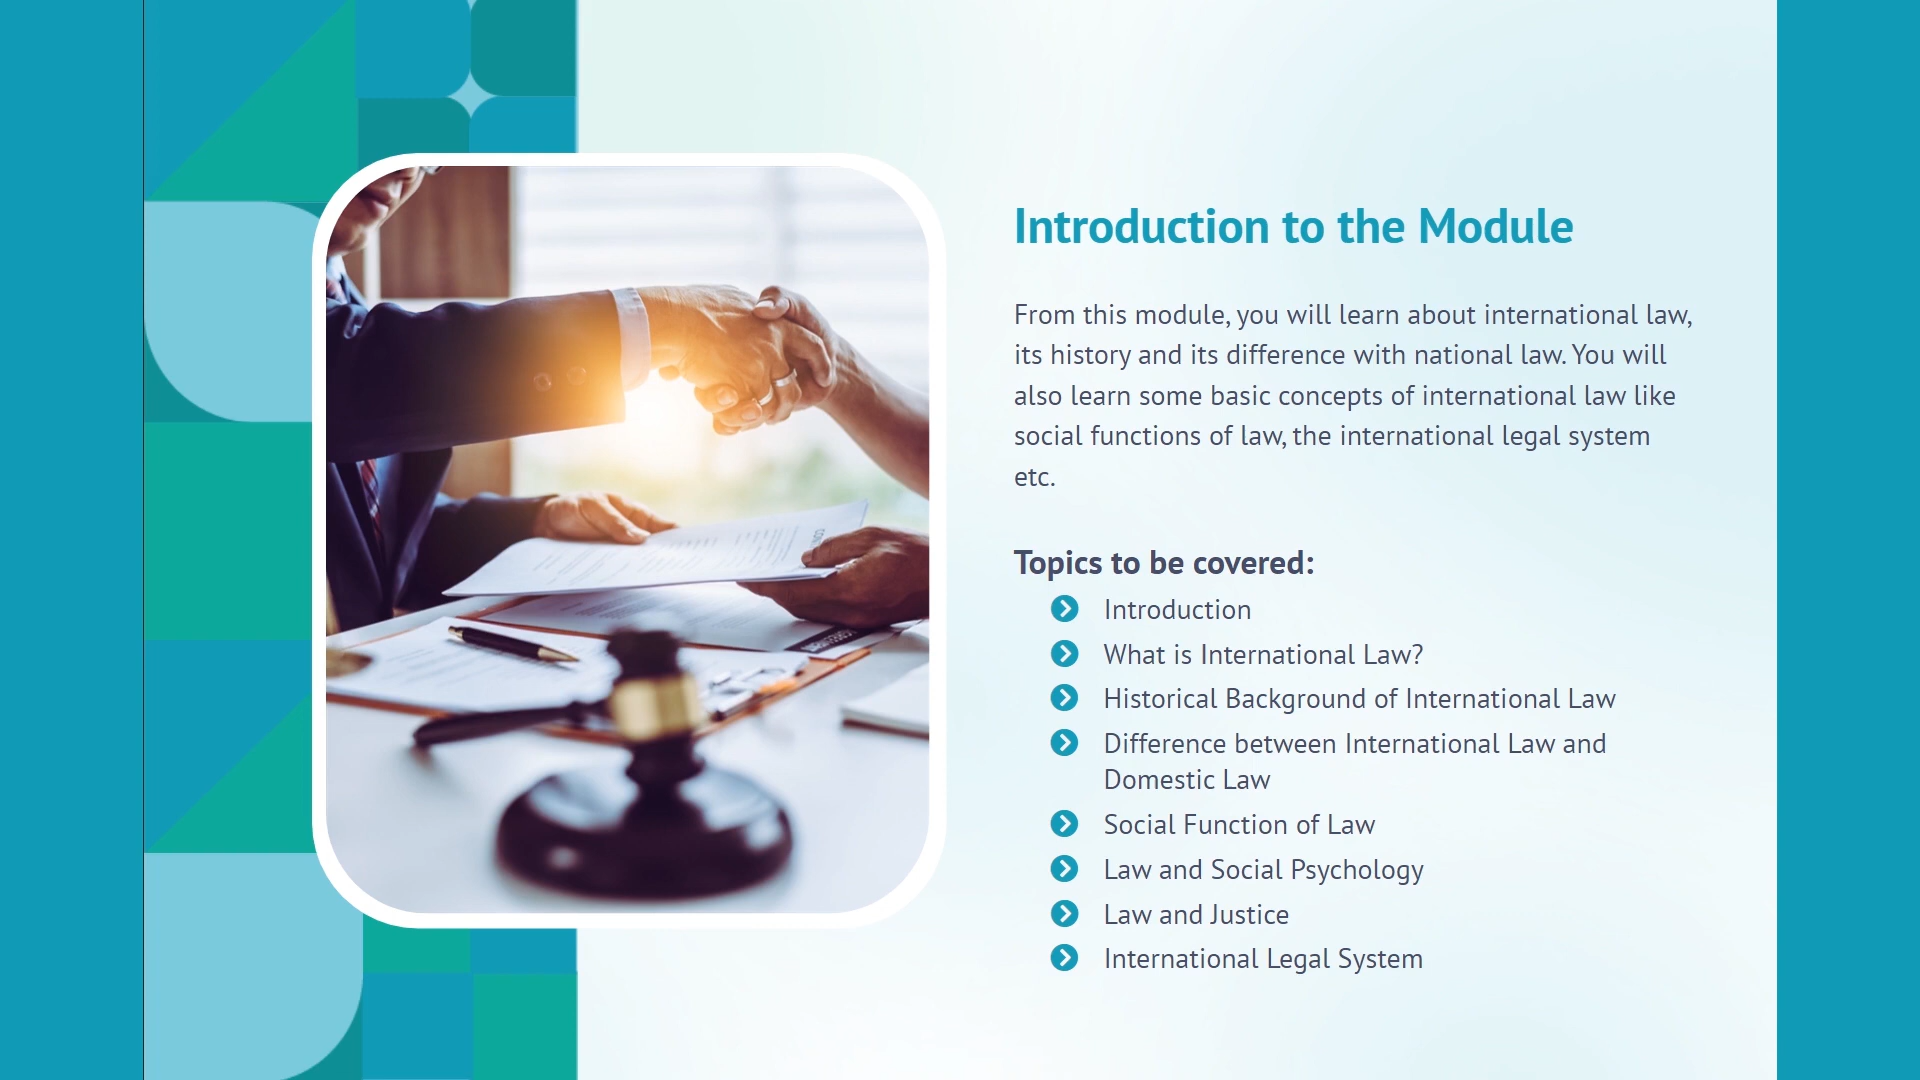 Introduction to the Module
From this module, you will learn about international law,
its history and its difference with national law. You will
also learn some basic concepts of international law like
social functions of law, the international legal system
etc.
Topics to be covered:
Introduction
What is International Law?
Historical Background of International Law
Difference between International Law and
Domestic Law
Social Function of Law
Law and Social Psychology
Law and Justice
International Legal System